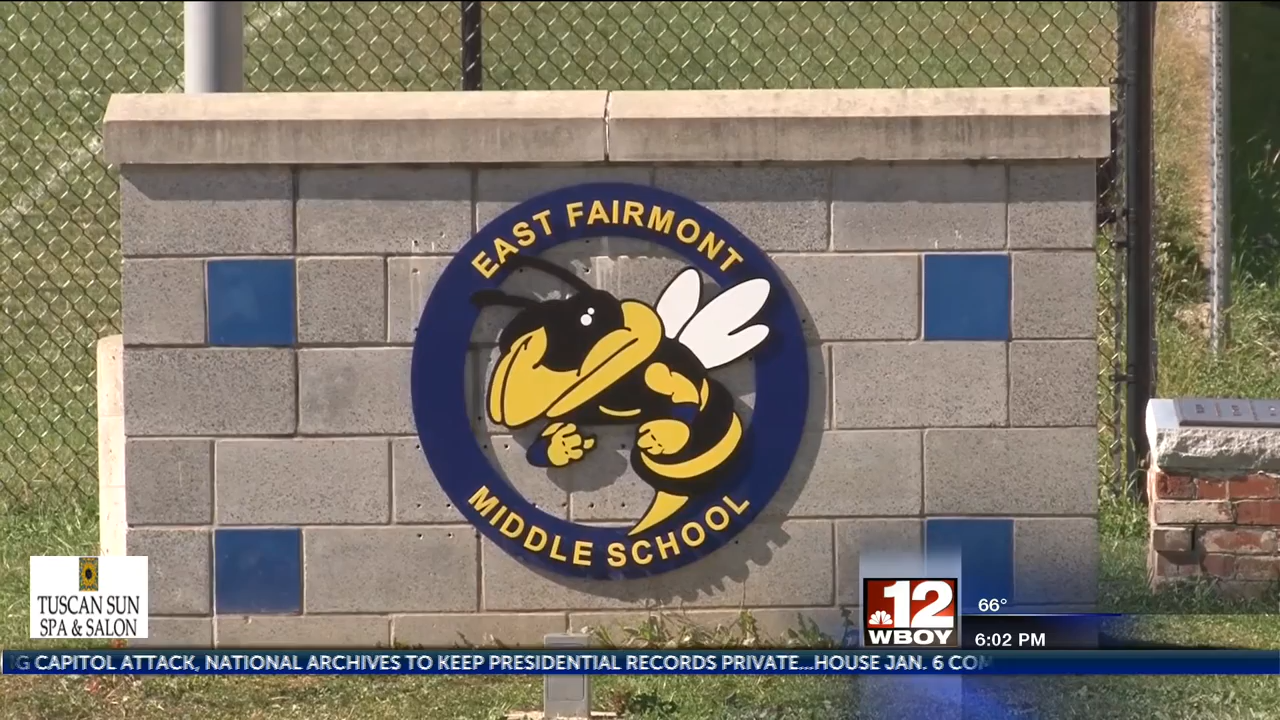 EAST FAIRMONT
MIDDLE SCHOOL
TUSCAN SUN
SPA & SALON
12
WBOY
66°
6:02 PM
CAPITOL ATTACK, NATIONAL ARCHIVES TO KEEP PRESIDENTIAL RECORDS PRIVATE...HOUSE JAN. 6